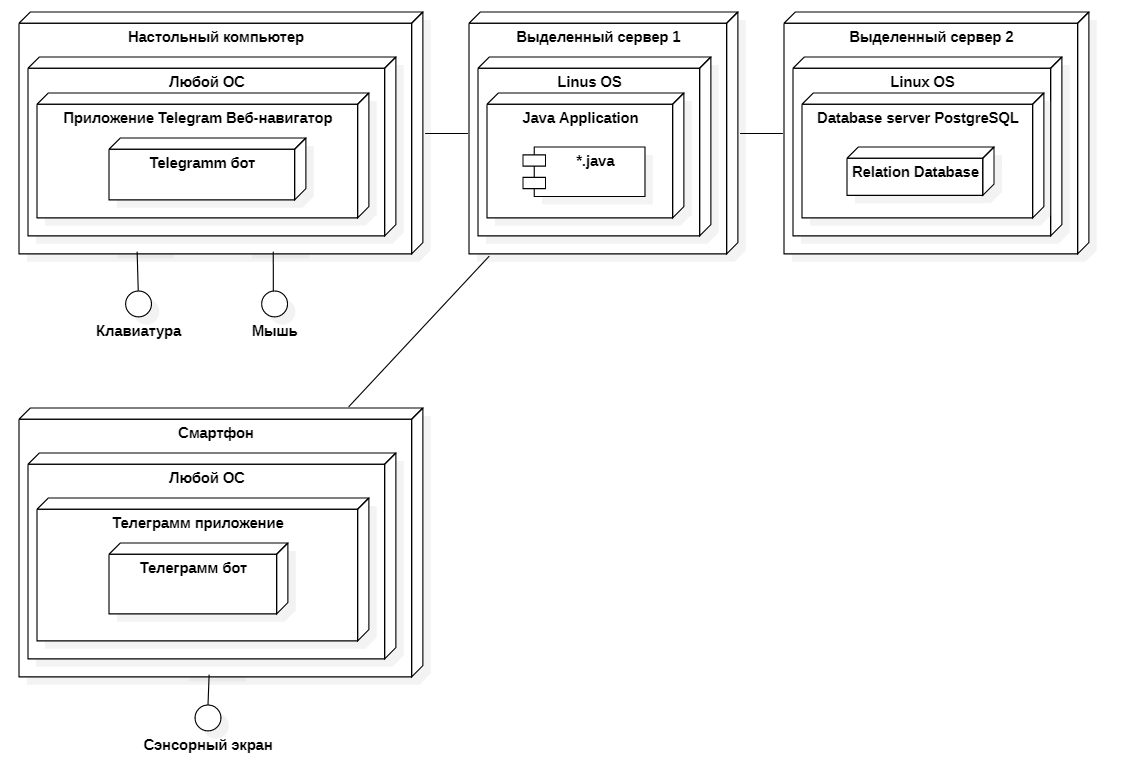 Настольный компьютер
Любой ОС
Приложение Telegram Веб-навигатор
Telegramm бот
Клавиатура
Мышь
Выделенный сервер 1
Linus OS
Java Application
*.java
Выделенный сервер 2
Linux OS
Database server PostgreSQL
Relation Database
Смартфон
Любой ОС
Телеграмм приложение
Телеграмм бот
Сэнсорный экран